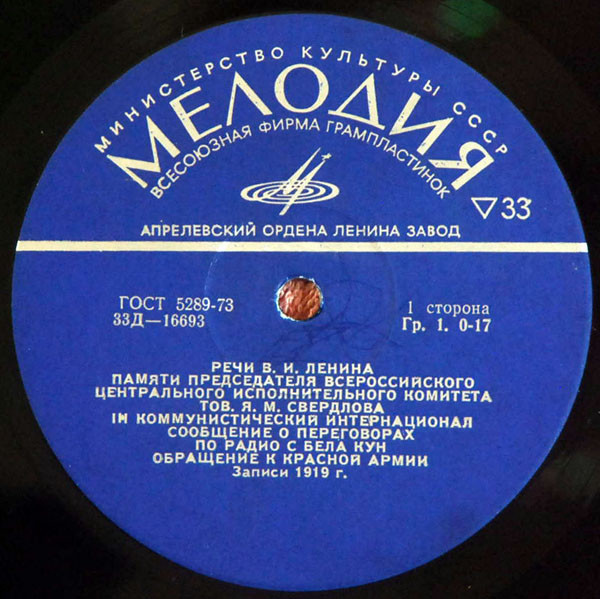 МИНИСТЕРСТВО КУЛЬТУРЫ СССР
МЕЛОДИЯ
ВСЕСОЮЗНАЯ ФИРМА ГРАМПЛАСТИНОК
▽33
АПРЕЛЕВСКИЙ ОРДЕНА ЛЕНИНА ЗАВОД
ГОСТ 5289-73
33Д—16693
1 сторона
Гр. 1. 0-17
РЕЧИ В. И. ЛЕНИНА
ПАМЯТИ ПРЕДСЕДАТЕЛЯ ВСЕРОССИЙСКОГО
ЦЕНТРАЛЬНОГО ИСПОЛНИТЕЛЬНОГО КОМИТЕТА
ТОВ. Я. М. СВЕРДЛОВА
III КОММУНИСТИЧЕСКИЙ ИНТЕРНАЦИОНАЛ
СООБЩЕНИЕ О ПЕРЕГОВОРАХ
ПО РАДИО С БЕЛА КУН
ОБРАЩЕНИЕ К КРАСНОЙ АРМИИ
Записи 1919 г.